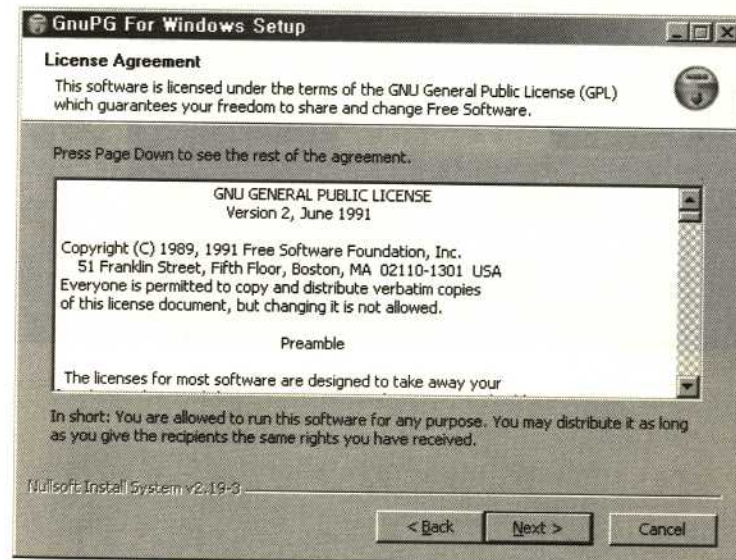 GnuPG For Windows Setup
License Agreement
This software is licensed under the terms of the GNU General Public License (GPL)
which guarantees your freedom to share and change Free Software.
Press Page Down to see the rest of the agreement.
GNU GENERAL PUBLIC LICENSE
Version 2, June 1991
Copyright (C) 1989, 1991 Free Software Foundation, Inc.
51 Franklin Street, Fifth Floor, Boston, MA 02110-1301 USA
Everyone is permitted to copy and distribute verbatim copies
of this license document, but changing it is not allowed.
Preamble
The licenses for most software are designed to take away your
In short: You are allowed to run this software for any purpose. You may distribute it as long
as you give the recipients the same rights you have received.
Nullsoft Install System v2.19-3
< Back
Next >
Cancel